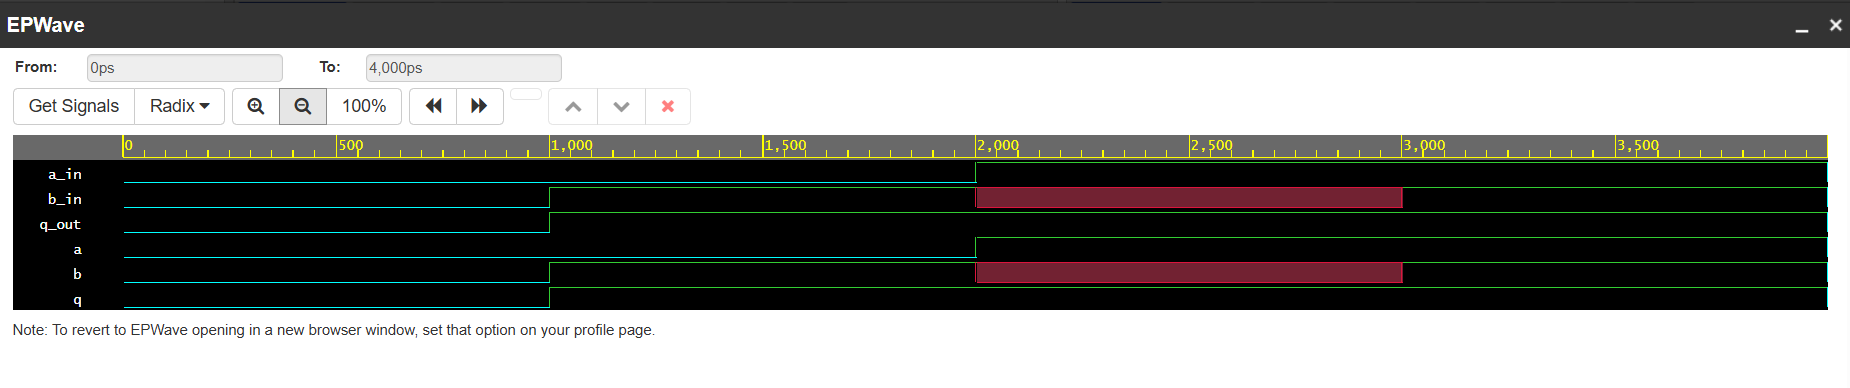 EPWave
From: 0ps To: 4,000ps
Get Signals Radix 100%
0 500 1,000 1,500 2,000 2,500 3,000 3,500
a_in
b_in
q_out
a
b
q
Note: To revert to EPWave opening in a new browser window, set that option on your profile page.